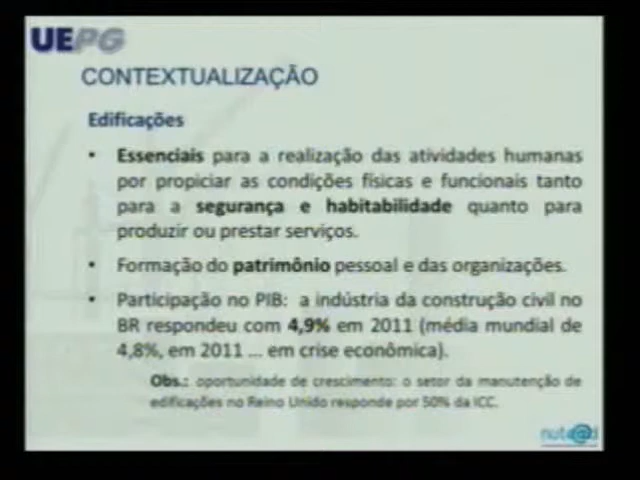 UEPG
CONTEXTUALIZAÇÃO
Edificações
• Essenciais para a realização das atividades humanas
por propiciar as condições físicas e funcionais tanto
para a segurança e habitabilidade quanto para
produzir ou prestar serviços.
• Formação do patrimônio pessoal e das organizações.
• Participação no PIB: a indústria da construção civil no
BR respondeu com 4,9% em 2011 (média mundial de
4,8%, em 2011 ... em crise econômica).
Obs.: oportunidade de crescimento: o setor da manutenção de
edificações no Reino Unido responde por 50% da ICC.
nute@d